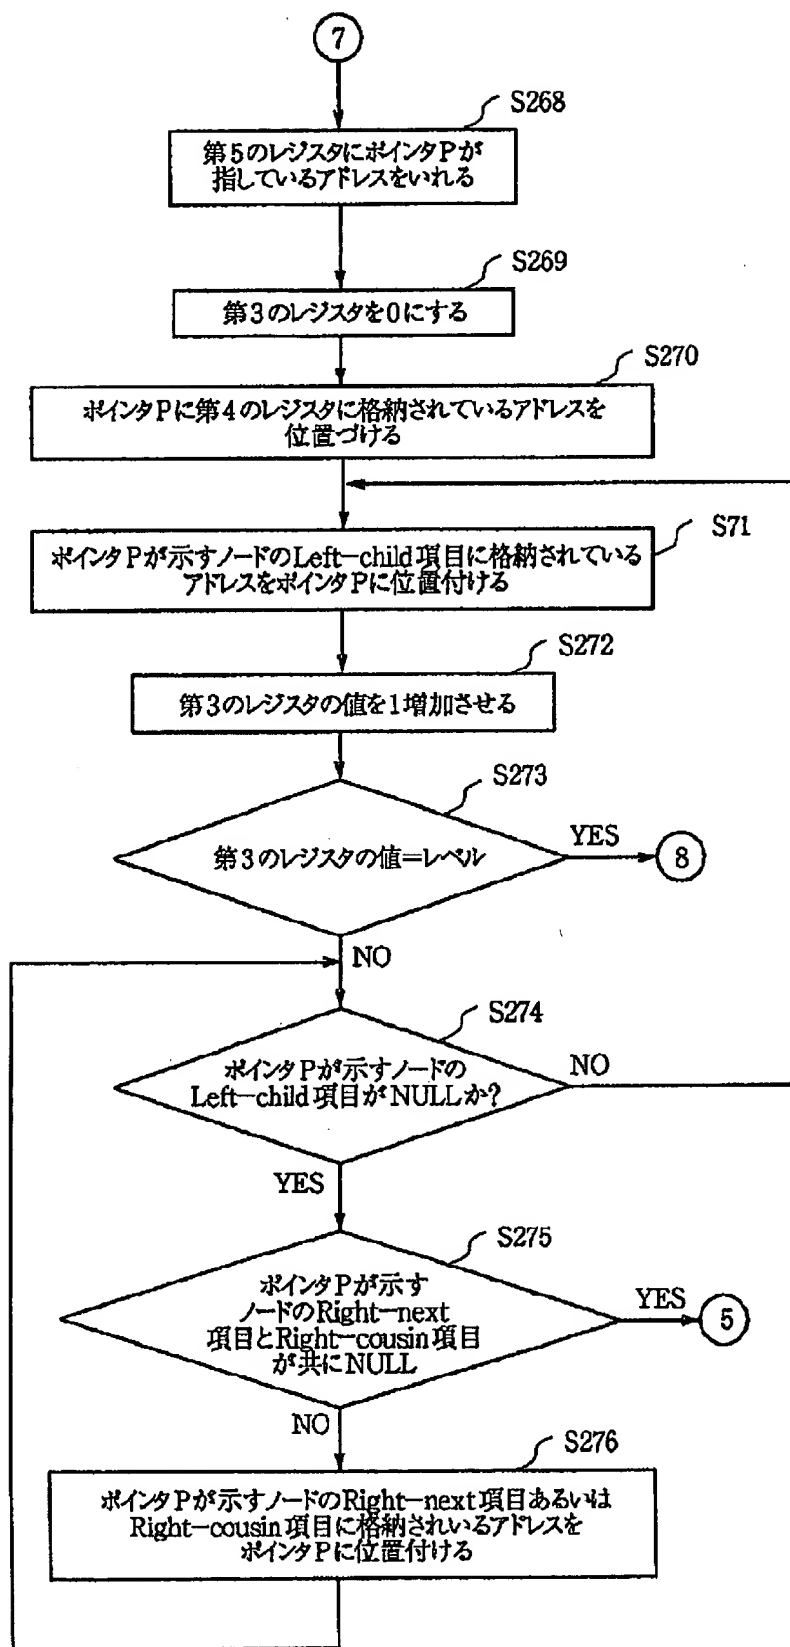 7
S268
第5のレジスタにポインタPが
指しているアドレスをいれる
S269
第3のレジスタを0にする
S270
ポインタPに第4のレジスタに格納されているアドレスを
位置づける
S71
ポインタPが示すノードのLeft-child項目に格納されている
アドレスをポインタPに位置付ける
S272
第3のレジスタの値を1増加させる
S273
第3のレジスタの値=レベル
YES
8
NO
S274
ポインタPが示すノードの
Left-child項目がNULLか?
NO
YES
S275
ポインタPが示す
ノードのRight-next
項目とRight-cousin項目
が共にNULL
YES
5
NO
S276
ポインタPが示すノードのRight-next項目あるいは
Right-cousin項目に格納されいるアドレスを
ポインタPに位置付ける